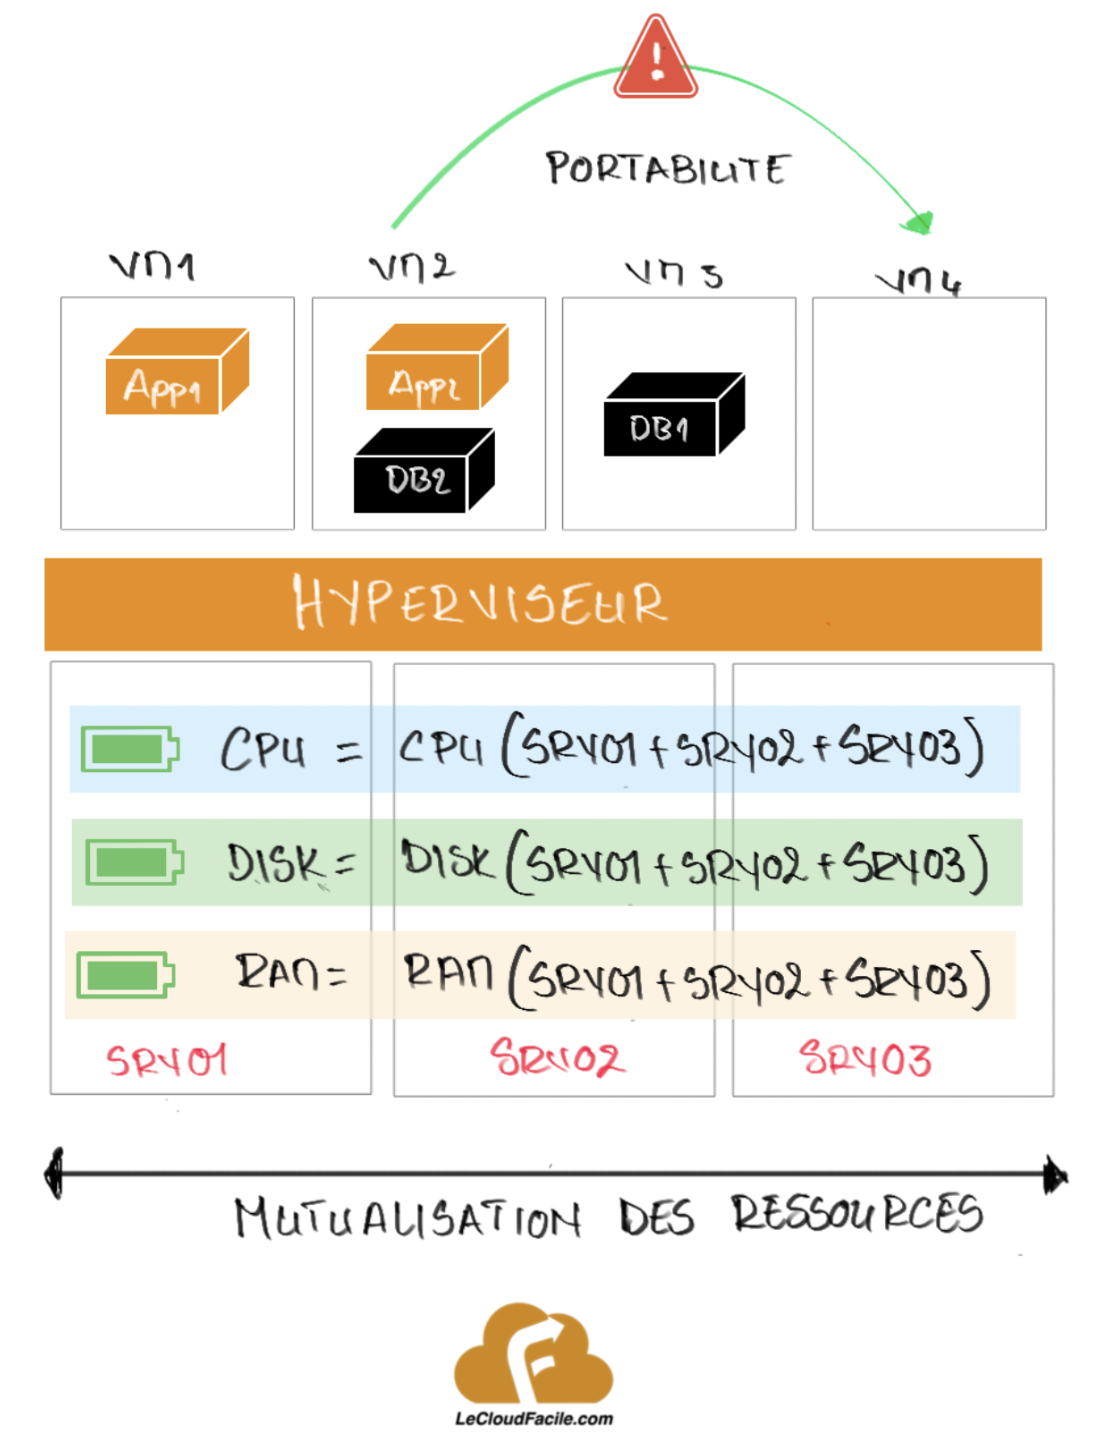 !
PORTABILITE
VM1
VM2
VM3
VM4
App1
App2
DB2
DB1
HYPERVISEUR
CPU = CPU (SRV01 + SRV02 + SRV03)
DISK = DISK (SRV01 + SRV02 + SRV03)
RAM = RAM (SRV01 + SRV02 + SRV03)
SRV01
SRV02
SRV03
MUTUALISATION DES RESSOURCES
F
LeCloudFacile.com